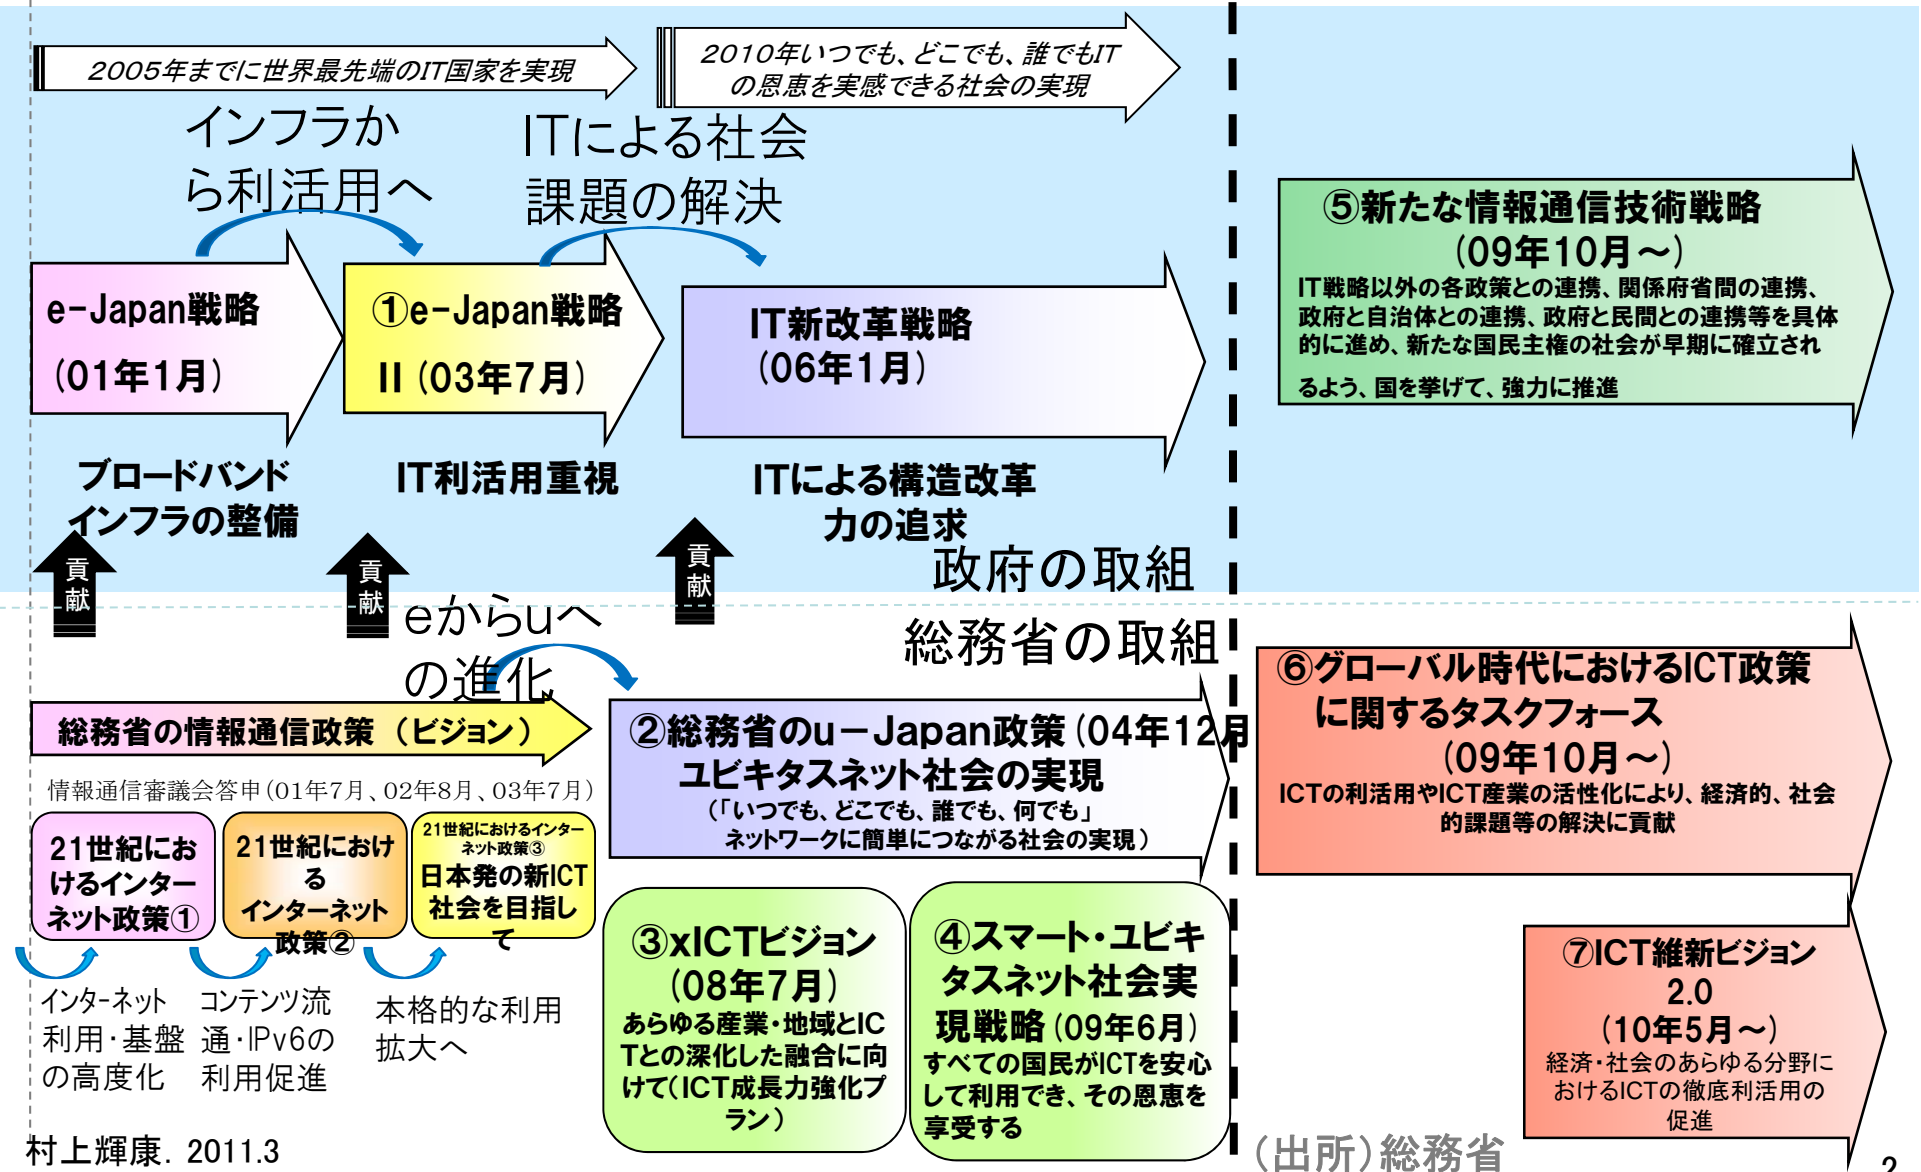 2005年までに世界最先端のIT国家を実現
2010年いつでも、どこでも、誰でもIT
の恩恵を実感できる社会の実現
インフラか
ら利活用へ
ITによる社会
課題の解決
e-Japan戦略
(01年1月)
①e-Japan戦略
II (03年7月)
IT新改革戦略
(06年1月)
⑤新たな情報通信技術戦略
(09年10月～)
IT戦略以外の各政策との連携、関係府省間の連携、
政府と自治体との連携、政府と民間との連携等を具体
的に進め、新たな国民主権の社会が早期に確立され
るよう、国を挙げて、強力に推進
ブロードバンド
インフラの整備
IT利活用重視
ITによる構造改革
力の追求
貢献
貢献
貢献
政府の取組
総務省の取組
eからuへ
の進化
総務省の情報通信政策 (ビジョン)
情報通信審議会答申(01年7月、02年8月、03年7月)
21世紀にお
けるインター
ネット政策①
21世紀におけ
る
インターネット
政策②
21世紀におけるインター
ネット政策③
日本発の新ICT
社会を目指し
て
インターネット
利用・基盤
の高度化
コンテンツ流
通・IPv6の
利用促進
本格的な利用
拡大へ
②総務省のu－Japan政策 (04年12月
ユビキタスネット社会の実現
(「いつでも、どこでも、誰でも、何でも」
ネットワークに簡単につながる社会の実現)
③xICTビジョン
(08年7月)
あらゆる産業・地域とIC
Tとの深化した融合に向
けて(ICT成長力強化プ
ラン)
④スマート・ユビキ
タスネット社会実
現戦略 (09年6月)
すべての国民がICTを安心
して利用でき、その恩恵を
享受する
⑥グローバル時代におけるICT政策
に関するタスクフォース
(09年10月～)
ICTの利活用やICT産業の活性化により、経済的、社会
的課題等の解決に貢献
⑦ICT維新ビジョン
2.0
(10年5月～)
経済・社会のあらゆる分野に
おけるICTの徹底利活用の
促進
村上輝康. 2011.3
(出所)総務省
2